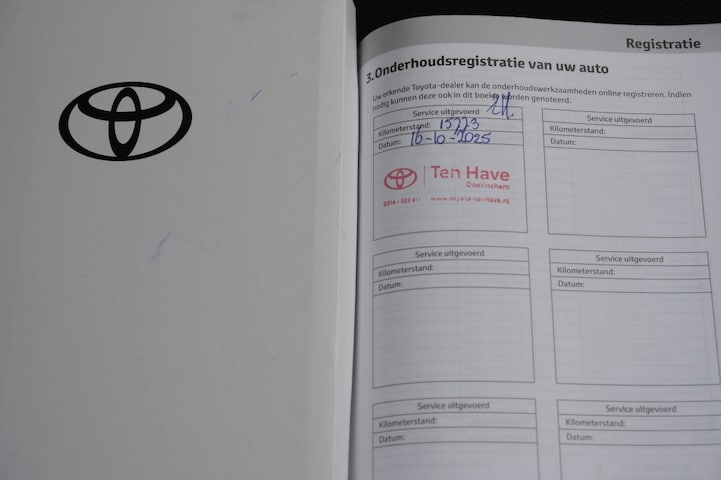 Registratie
3.Onderhoudsregistratie van uw auto
Uw erkende Toyota-dealer kan de onderhoudswerkzaamheden online registreren. Indien
nodig kunnen deze ook in dit boekje worden genoteerd.
Service uitgevoerd
Kilometerstand: 15223
Datum: 16-10-2025
Ten Have
Doetinchem
www.toyota-ten-have.nl
Service uitgevoerd
Kilometerstand:
Datum:
Service uitgevoerd
Kilometerstand:
Datum:
Service uitgevoerd
Kilometerstand:
Datum:
Service uitgevoerd
Kilometerstand:
Datum:
Service uitgevoerd
Kilometerstand:
Datum: